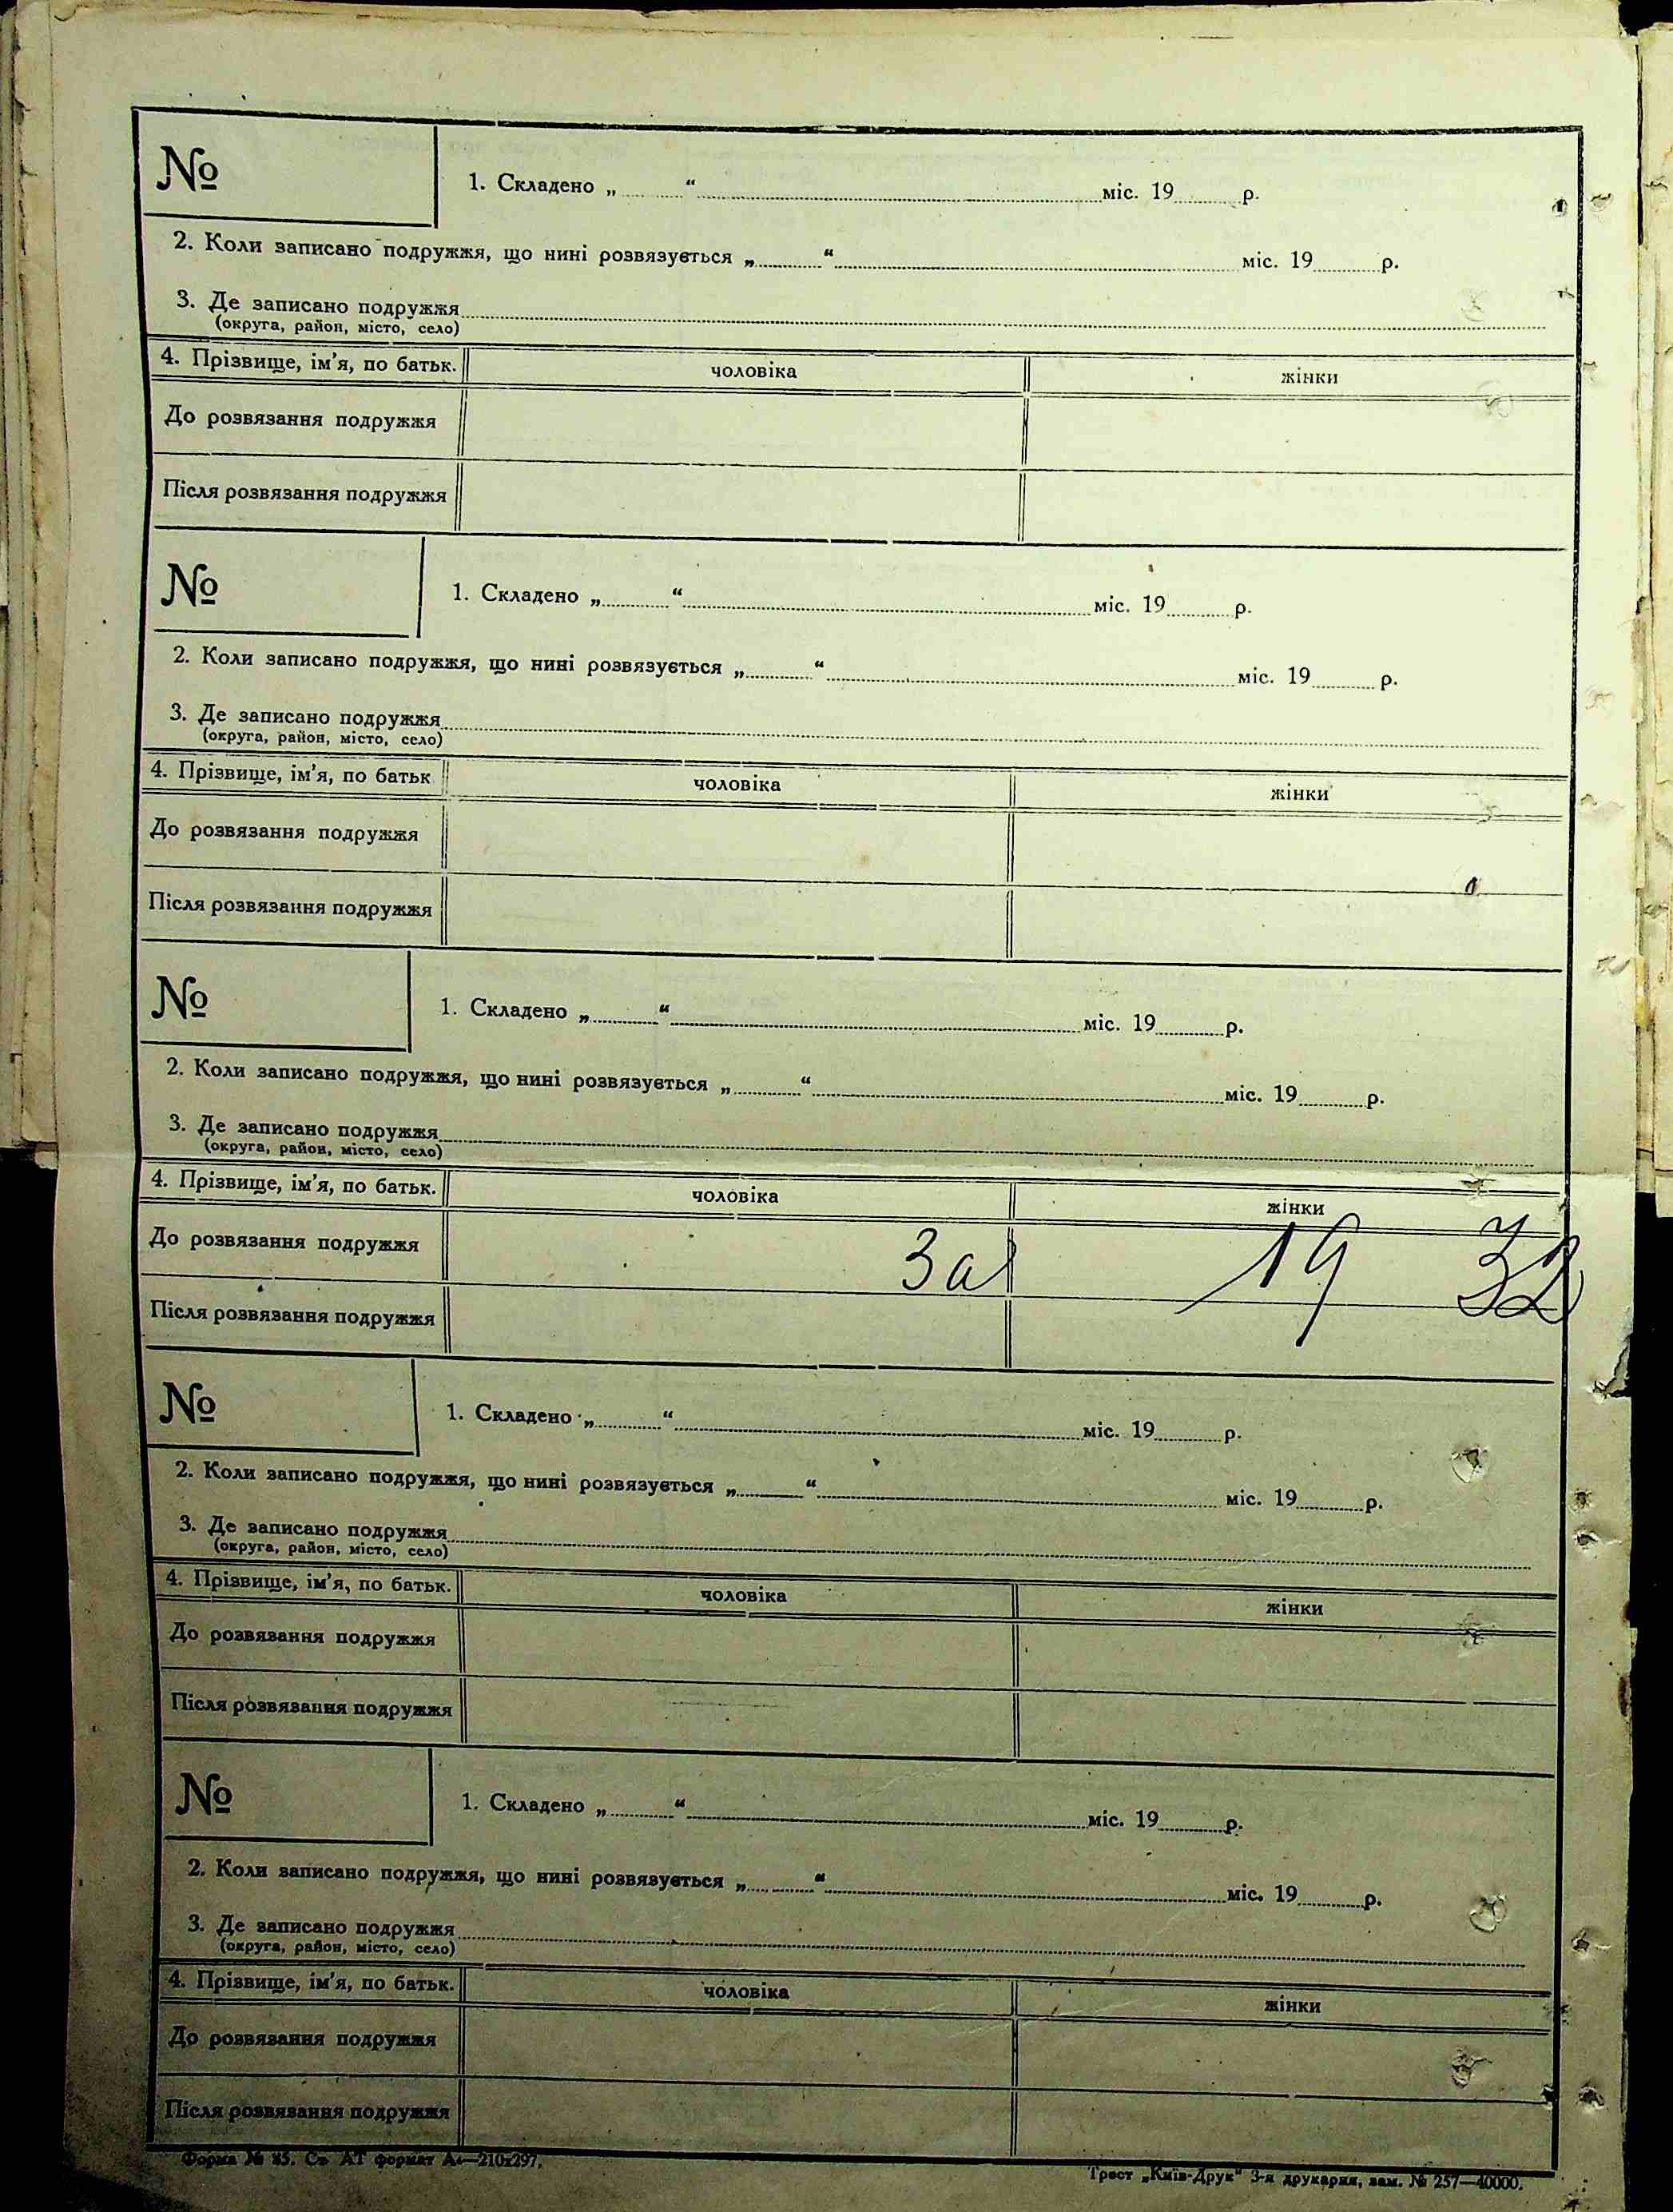 №
1. Складено „ “ міс. 19 р.
2. Коли записано подружжя, що нині розвязується „ “ міс. 19 р.
3. Де записано подружжя
(округа, район, місто, село)
4. Прізвище, ім’я, по батьк. чоловіка жінки
До розвязання подружжя
Після розвязання подружжя
№
1. Складено „ “ міс. 19 р.
2. Коли записано подружжя, що нині розвязується „ “ міс. 19 р.
3. Де записано подружжя
(округа, район, місто, село)
4. Прізвище, ім’я, по батьк чоловіка жінки
До розвязання подружжя
Після розвязання подружжя
№
1. Складено „ “ міс. 19 р.
2. Коли записано подружжя, що нині розвязується „ “ міс. 19 р.
3. Де записано подружжя
(округа, район, місто, село)
4. Прізвище, ім’я, по батьк. чоловіка жінки
До розвязання подружжя За 19 32
Після розвязання подружжя
№
1. Складено „ “ міс. 19 р.
2. Коли записано подружжя, що нині розвязується „ “ міс. 19 р.
3. Де записано подружжя
(округа, район, місто, село)
4. Прізвище, ім’я, по батьк. чоловіка жінки
До розвязання подружжя
Після розвязання подружжя
№
1. Складено „ “ міс. 19 р.
2. Коли записано подружжя, що нині розвязується „ “ міс. 19 р.
3. Де записано подружжя
(округа, район, місто, село)
4. Прізвище, ім’я, по батьк. чоловіка жінки
До розвязання подружжя
Після розвязання подружжя
Форма № АТ формат 210х297.
Трест „Київ-Друк“ 3-я друкарня, зам. № 257—40000.